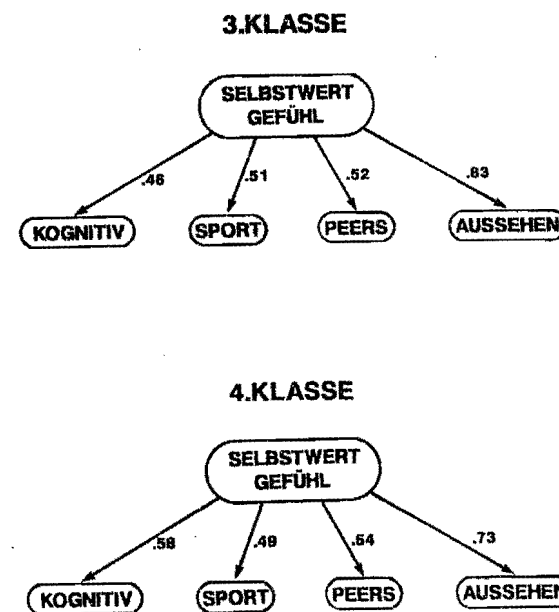 3.KLASSE
SELBSTWERT
GEFÜHL
.46 .51 .52 .83
KOGNITIV SPORT PEERS AUSSEHEN
4.KLASSE
SELBSTWERT
GEFÜHL
.58 .49 .54 .73
KOGNITIV SPORT PEERS AUSSEHEN